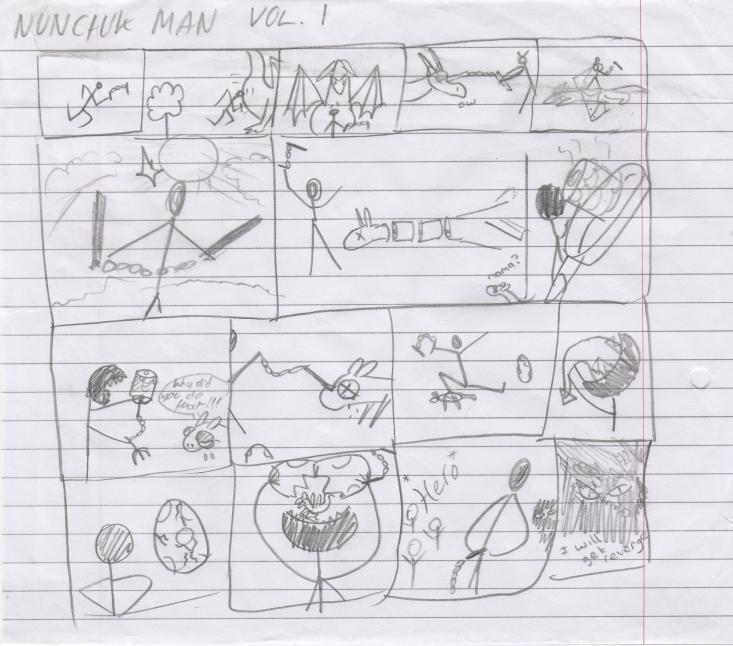 NUNCHUK MAN VOL. 1
ow
mama?
Why did
you do
that!!!
*Hero*
I will
get
revenge